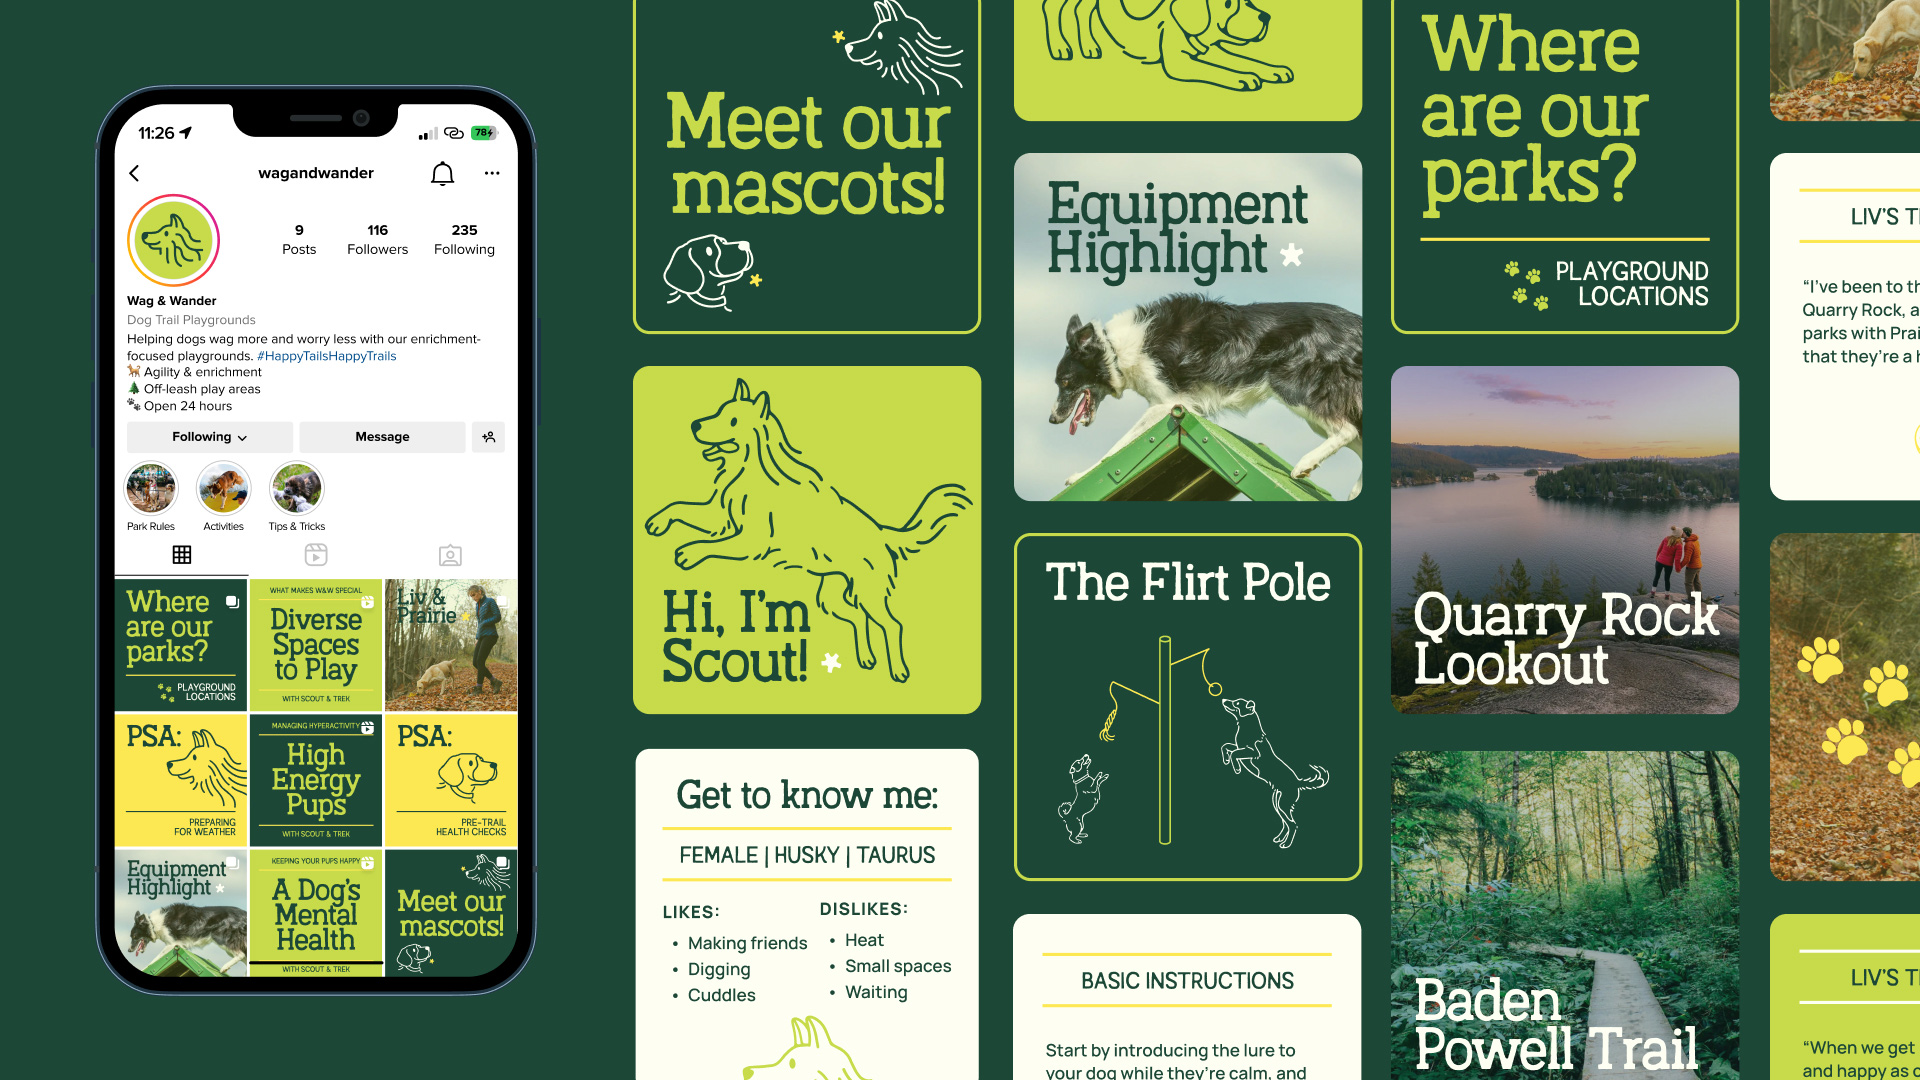 11:26
78
wagandwander
9
Posts
116
Followers
235
Following
Wag & Wander
Dog Trail Playgrounds
Helping dogs wag more and worry less with our enrichment-
focused playgrounds. #HappyTailsHappyTrails
Agility & enrichment
Off-leash play areas
Open 24 hours
Following
Message
Park Rules
Activities
Tips & Tricks
Where
are our
parks?
PLAYGROUND
LOCATIONS
WHAT MAKES W&W SPECIAL
Diverse
Spaces
to Play
WITH SCOUT & TREK
Liv &
Prairie
PSA:
PREPARING
FOR WEATHER
MANAGING HYPERACTIVITY
High
Energy
Pups
WITH SCOUT & TREK
PSA:
PRE-TRAIL
HEALTH CHECKS
Equipment
Highlight
KEEPING YOUR PUPS HAPPY
A Dog's
Mental
Health
WITH SCOUT & TREK
Meet our
mascots!
Meet our
mascots!
Hi, I'm
Scout!
Get to know me:
FEMALE | HUSKY | TAURUS
LIKES:
• Making friends
• Digging
• Cuddles
DISLIKES:
• Heat
• Small spaces
• Waiting
Equipment
Highlight
The Flirt Pole
BASIC INSTRUCTIONS
Start by introducing the lure to
your dog while they're calm, and
Where
are our
parks?
PLAYGROUND
LOCATIONS
Quarry Rock
Lookout
Baden
Powell Trail
LIV'S T
“I've been to th
Quarry Rock, a
parks with Prai
that they're a h
LIV'S T
“When we get
and happy as c